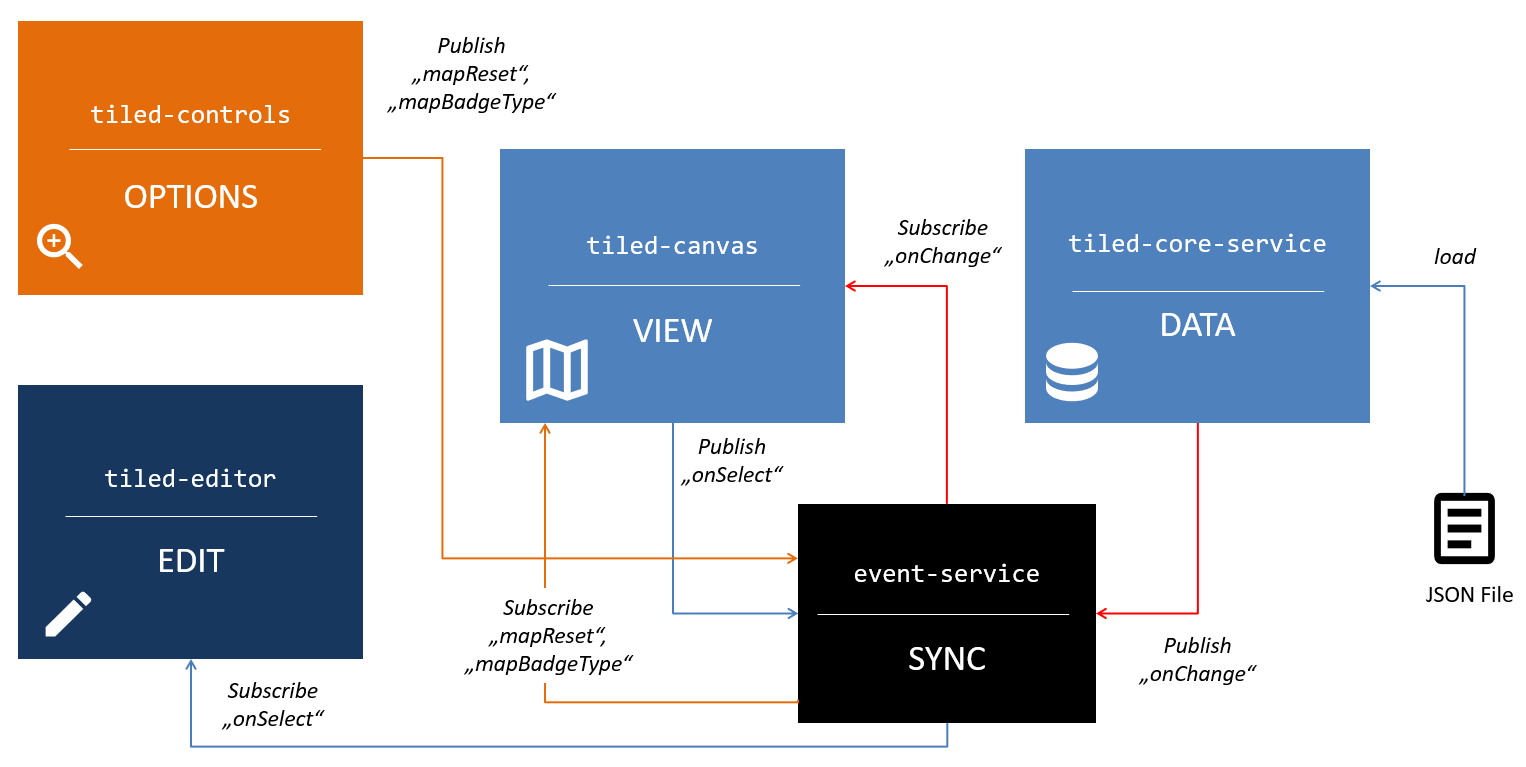 Publish
„mapReset“,
„mapBadgeType“
tiled-controls
OPTIONS
tiled-canvas
VIEW
Subscribe
„onChange“
tiled-core-service
DATA
load
tiled-editor
EDIT
Publish
„onSelect“
event-service
SYNC
JSON File
Subscribe
„mapReset“,
„mapBadgeType“
Publish
„onChange“
Subscribe
„onSelect“